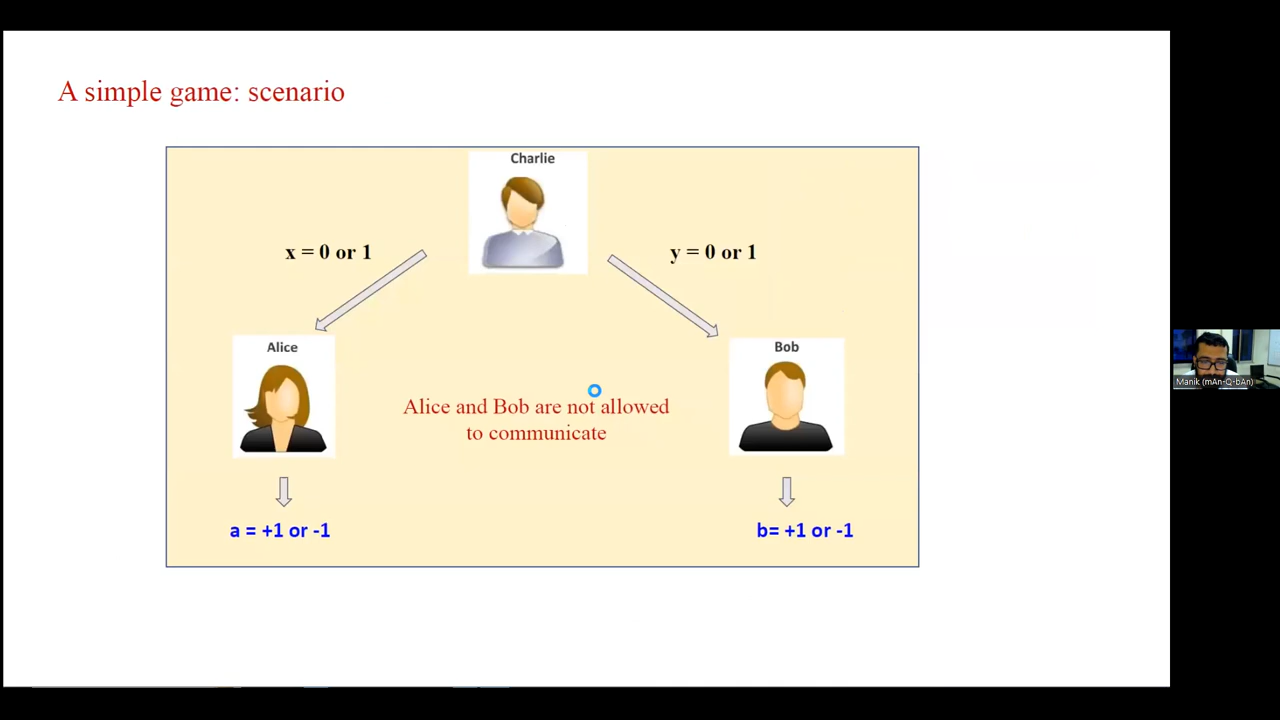 A simple game: scenario
Charlie
x = 0 or 1
y = 0 or 1
Alice
Bob
Alice and Bob are not allowed
to communicate
a = +1 or -1
b= +1 or -1
Manik (mAn-Q-bAn)